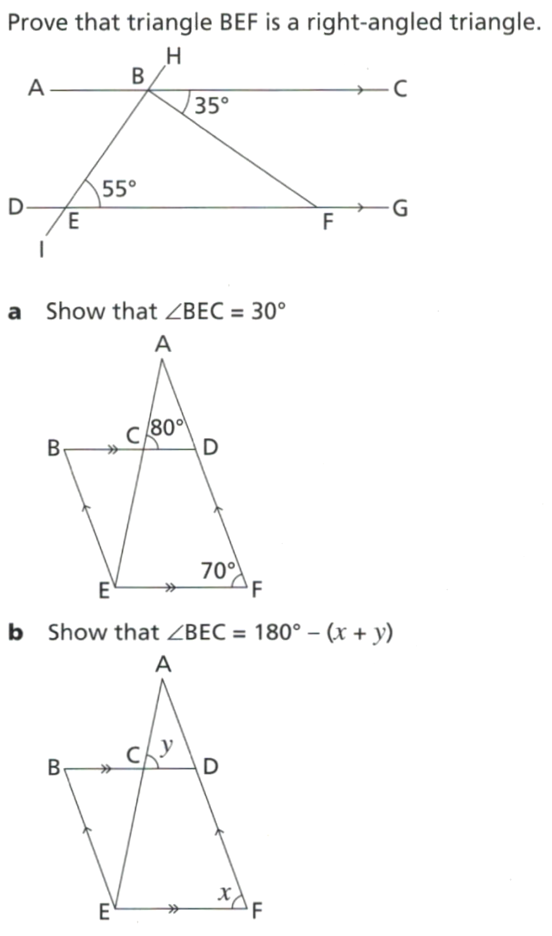 Prove that triangle BEF is a right-angled triangle.
H
A B C
35°
55°
D E F G
I
a Show that ∠BEC = 30°
A
B C 80° D
70°
E F
b Show that ∠BEC = 180° – (x + y)
A
B C y D
x
E F